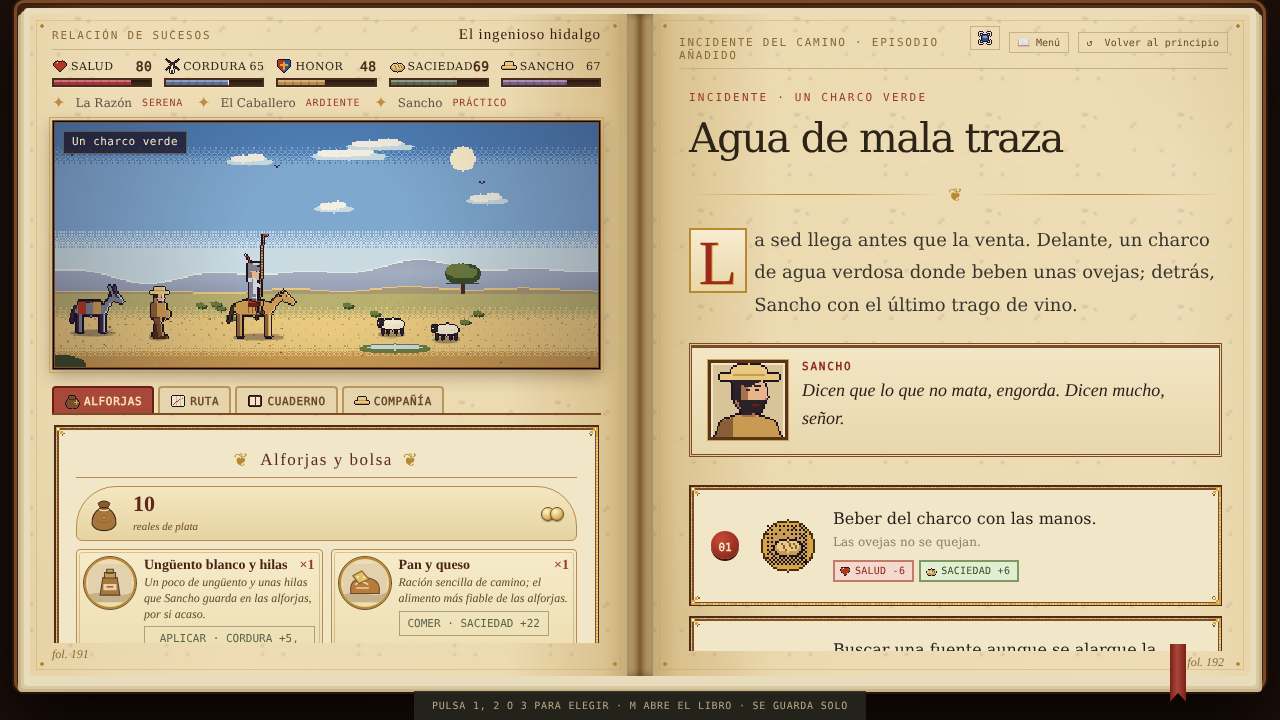 RELACIÓN DE SUCESOS
El ingenioso hidalgo
SALUD 80
CORDURA 65
HONOR 48
SACIEDAD 69
SANCHO 67
La Razón SERENA
El Caballero ARDIENTE
Sancho PRÁCTICO
Un charco verde
ALFORJAS
RUTA
CUADERNO
COMPAÑÍA
Alforjas y bolsa
10
reales de plata
Ungüento blanco y hilas ×1
Un poco de ungüento y unas hilas
que Sancho guarda en las alforjas,
por si acaso.
APLICAR · CORDURA +5,
Pan y queso ×1
Ración sencilla de camino; el
alimento más fiable de las alforjas.
COMER · SACIEDAD +22
fol. 191
INCIDENTE DEL CAMINO · EPISODIO
AÑADIDO
Menú
↺ Volver al principio
INCIDENTE · UN CHARCO VERDE
Agua de mala traza
La sed llega antes que la venta. Delante, un charco
de agua verdosa donde beben unas ovejas; detrás,
Sancho con el último trago de vino.
SANCHO
Dicen que lo que no mata, engorda. Dicen mucho,
señor.
01
Beber del charco con las manos.
Las ovejas no se quejan.
SALUD -6
SACIEDAD +6
Buscar una fuente aunque se alargue la
fol. 192
PULSA 1, 2 O 3 PARA ELEGIR · M ABRE EL LIBRO · SE GUARDA SOLO